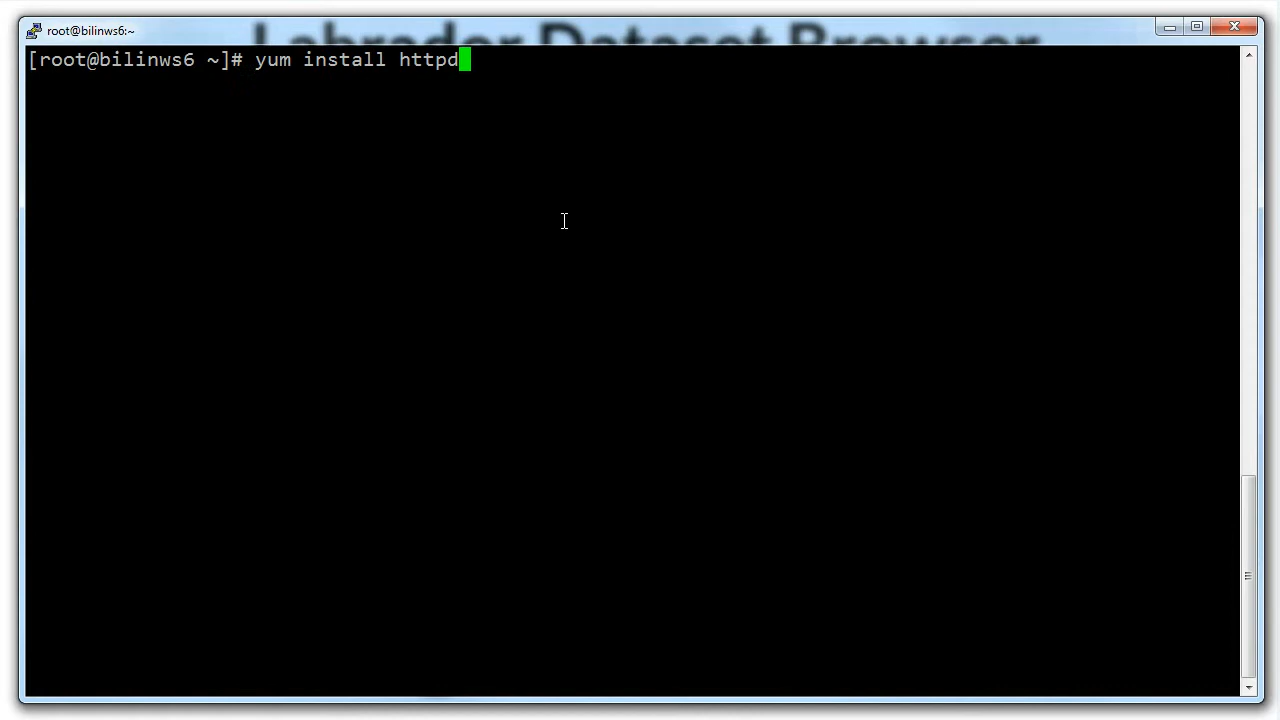 Labrador Dataset Browser
root@bilinws6:~
[root@bilinws6 ~]# yum install httpd